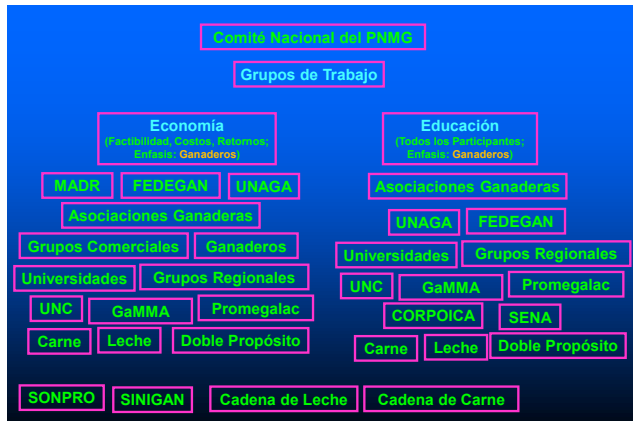 Comité Nacional del PNMG
Grupos de Trabajo
Economía
(Factibilidad, Costos, Retornos;
Enfasis: Ganaderos)
MADR FEDEGAN UNAGA
Asociaciones Ganaderas
Grupos Comerciales Ganaderos
Universidades Grupos Regionales
UNC GaMMA Promegalac
Carne Leche Doble Propósito
Educación
(Todos los Participantes;
Enfasis: Ganaderos)
Asociaciones Ganaderas
UNAGA FEDEGAN
Universidades Grupos Regionales
UNC GaMMA Promegalac
CORPOICA SENA
Carne Leche Doble Propósito
SONPRO SINIGAN Cadena de Leche Cadena de Carne